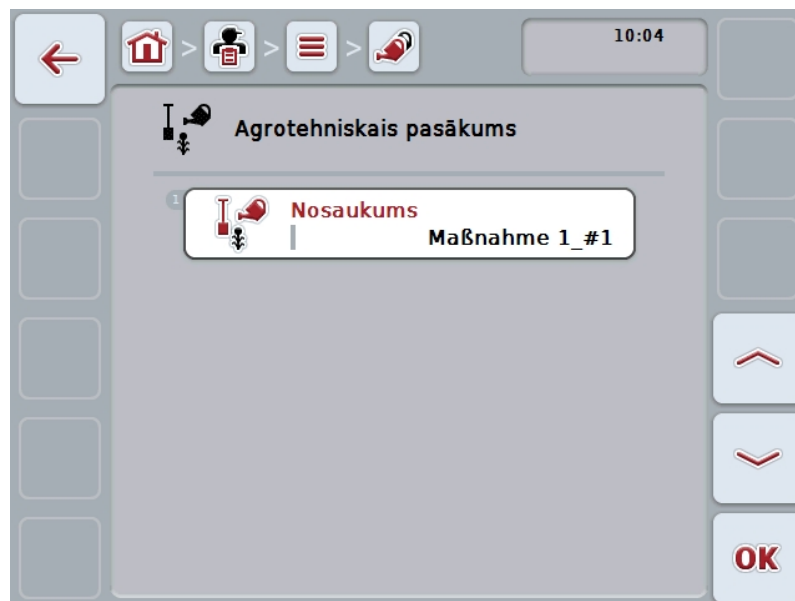 > > >
10:04
Agrotehniskais pasākums
1
Nosaukums
Maßnahme 1_#1
OK